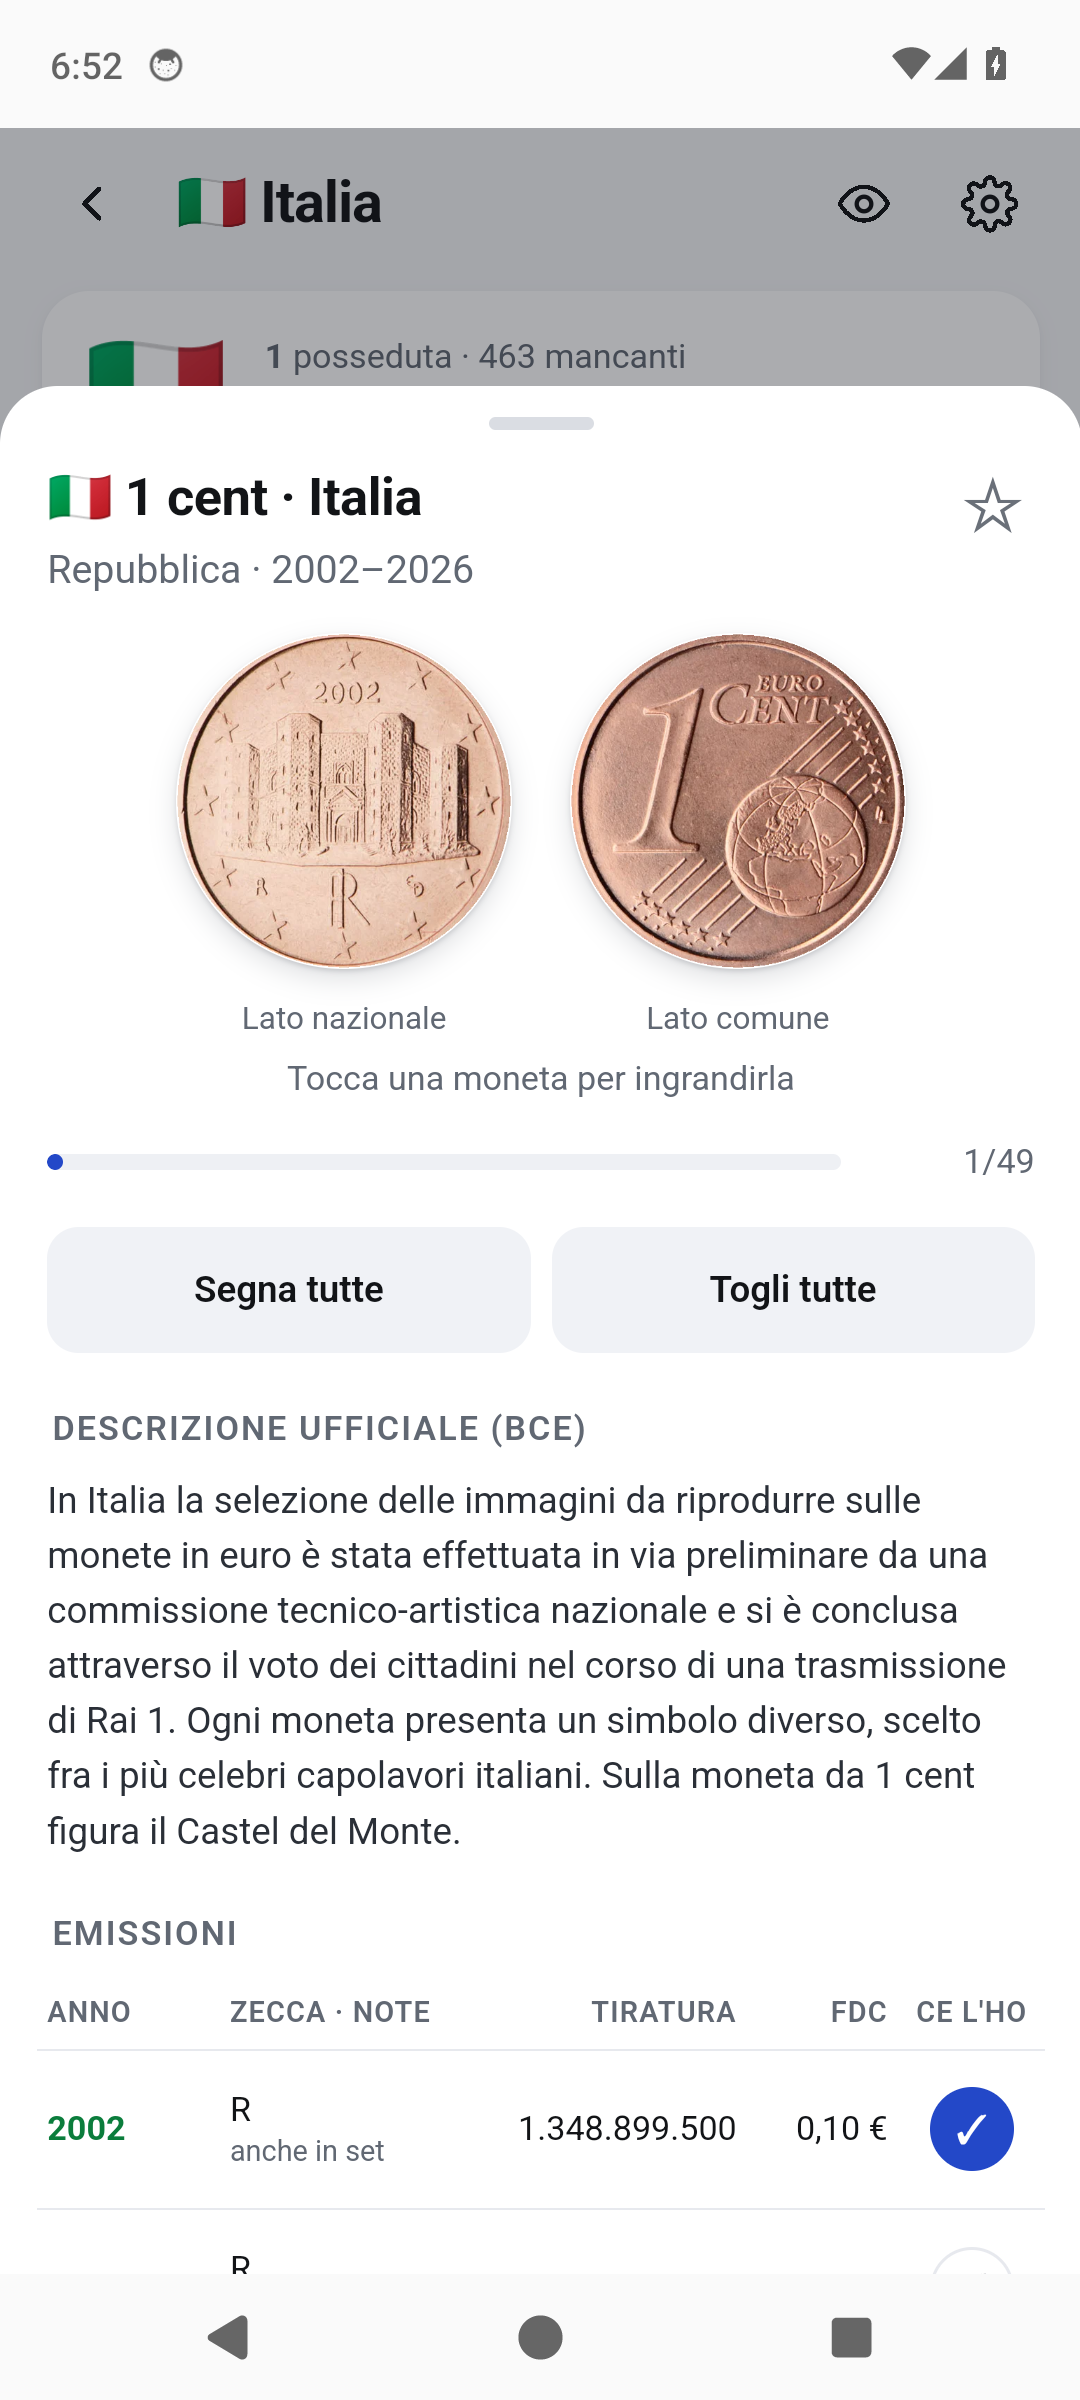 6:52
Italia
1 posseduta · 463 mancanti
1 cent · Italia
Repubblica · 2002–2026
2002
R
RI
EURO
CENT
1
Lato nazionale
Lato comune
Tocca una moneta per ingrandirla
1/49
Segna tutte
Togli tutte
DESCRIZIONE UFFICIALE (BCE)
In Italia la selezione delle immagini da riprodurre sulle
monete in euro è stata effettuata in via preliminare da una
commissione tecnico-artistica nazionale e si è conclusa
attraverso il voto dei cittadini nel corso di una trasmissione
di Rai 1. Ogni moneta presenta un simbolo diverso, scelto
fra i più celebri capolavori italiani. Sulla moneta da 1 cent
figura il Castel del Monte.
EMISSIONI
ANNO ZECCA · NOTE TIRATURA FDC CE L'HO
2002 R 1.348.899.500 0,10 € ✓
anche in set
R